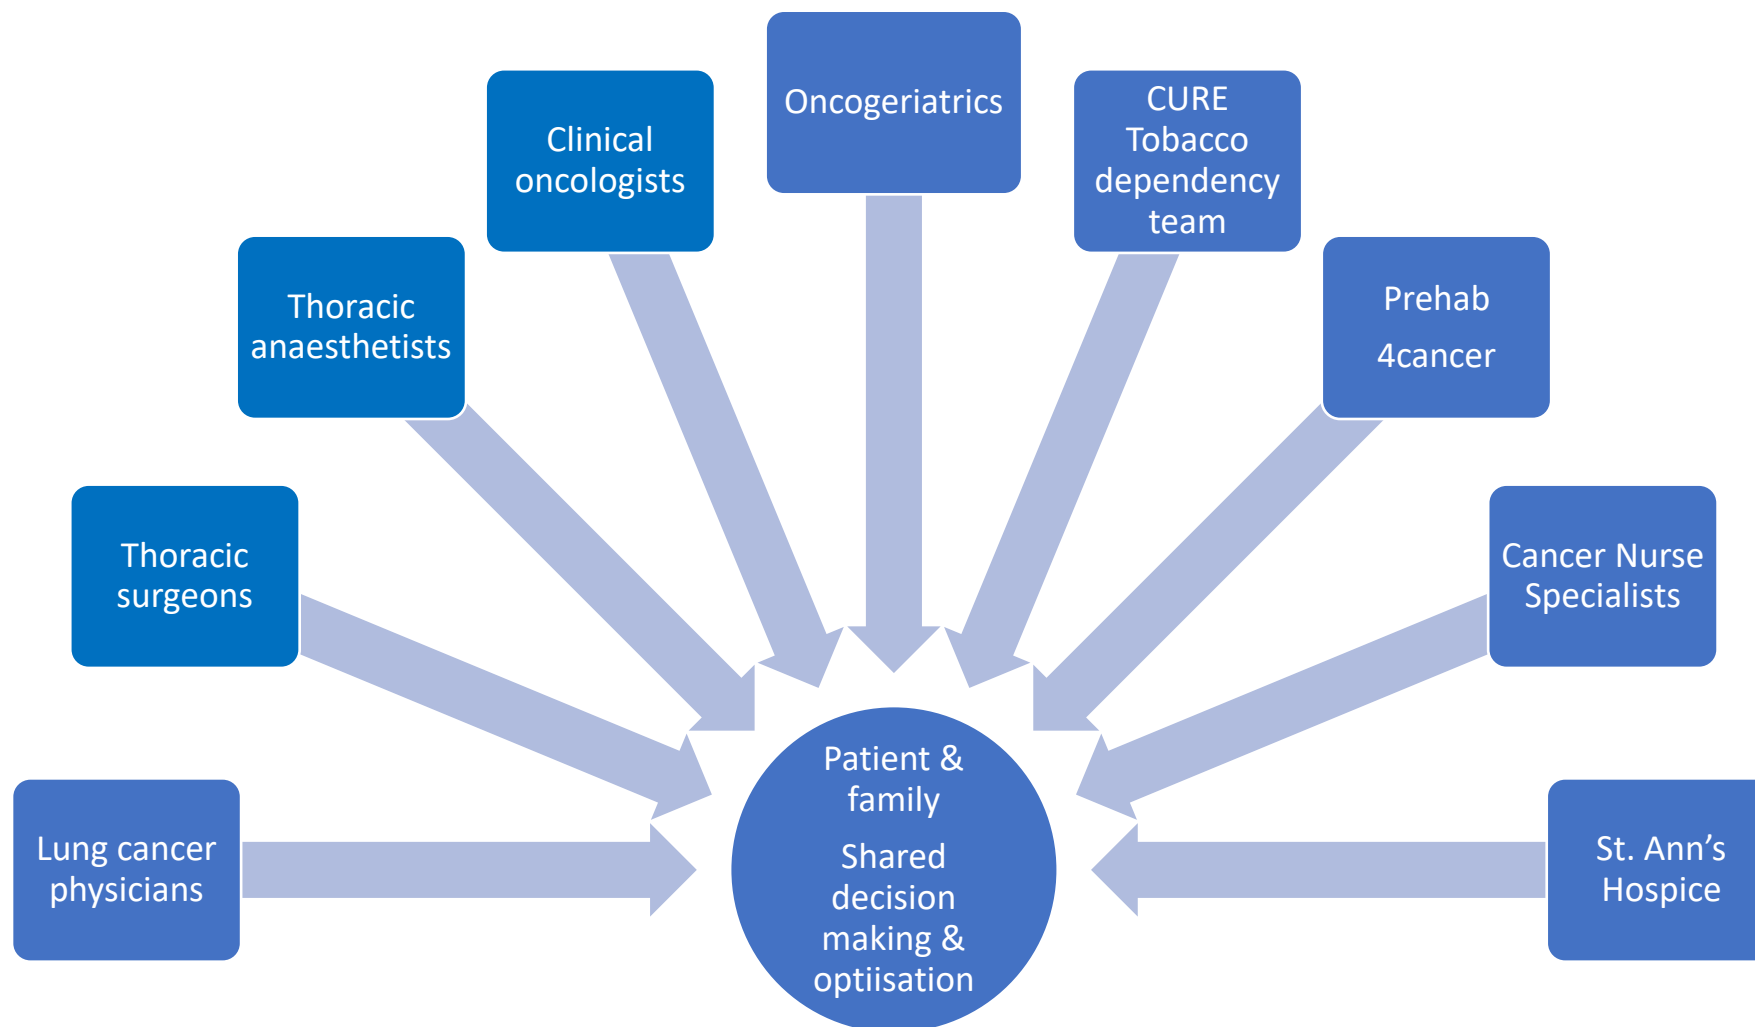 Lung cancer
physicians
Thoracic
surgeons
Thoracic
anaesthetists
Clinical
oncologists
Oncogeriatrics
CURE
Tobacco
dependency
team
Prehab
4cancer
Cancer Nurse
Specialists
St. Ann’s
Hospice
Patient &
family
Shared
decision
making &
optiisation